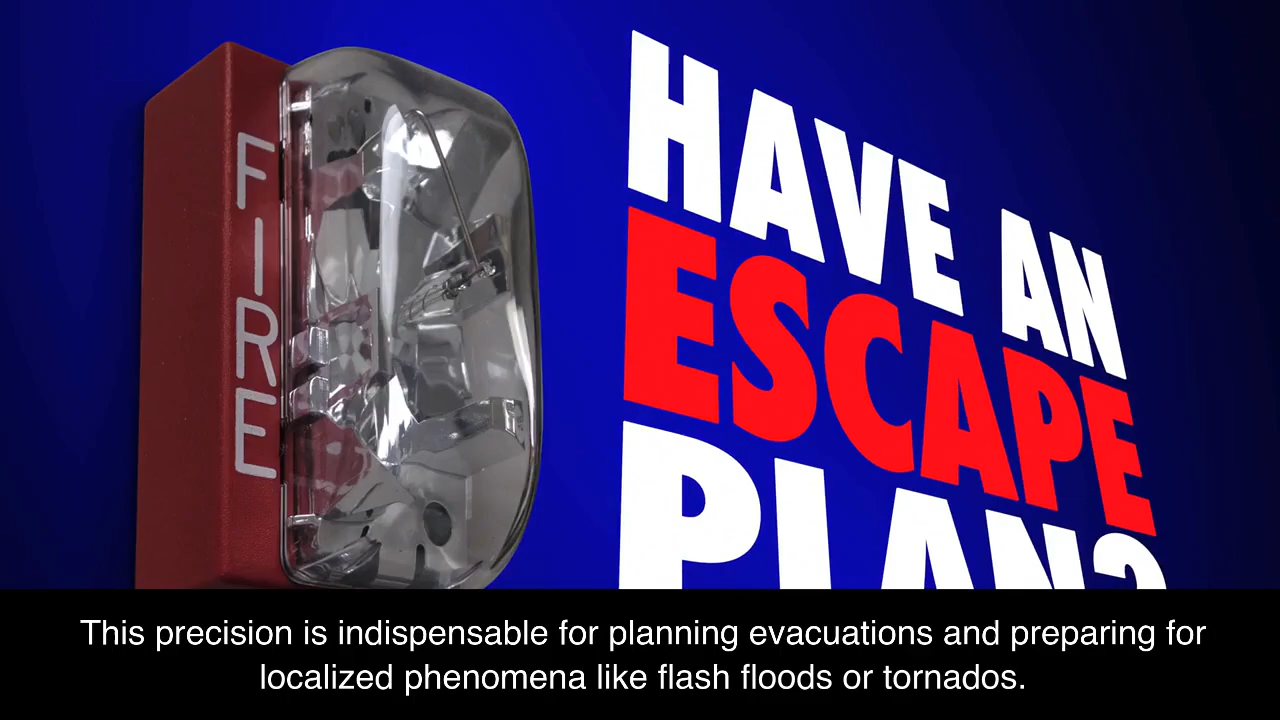 FIRE
HAVE AN
ESCAPE
PLAN?
This precision is indispensable for planning evacuations and preparing for
localized phenomena like flash floods or tornados.